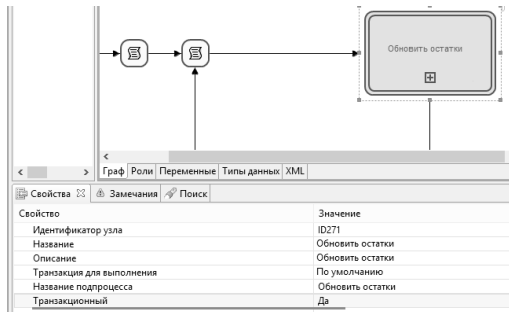 Обновить остатки
Граф Роли Переменные Типы данных XML
Свойства Замечания Поиск
Свойство Значение
Идентификатор узла ID271
Название Обновить остатки
Описание Обновить остатки
Транзакция для выполнения По умолчанию
Название подпроцесса Обновить остатки
Транзакционный Да